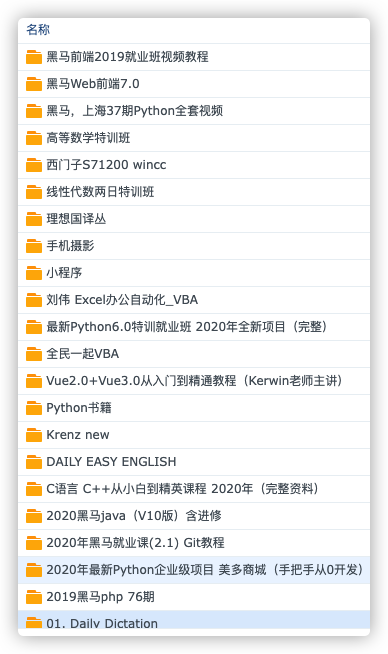 名称
黑马前端2019就业班视频教程
黑马Web前端7.0
黑马，上海37期Python全套视频
高等数学特训班
西门子S71200 wincc
线性代数两日特训班
理想国译丛
手机摄影
小程序
刘伟 Excel办公自动化_VBA
最新Python6.0特训就业班 2020年全新项目（完整）
全民一起VBA
Vue2.0+Vue3.0从入门到精通教程（Kerwin老师主讲）
Python书籍
Krenz new
DAILY EASY ENGLISH
C语言 C++从小白到精英课程 2020年（完整资料）
2020黑马java（V10版）含进修
2020年黑马就业课(2.1) Git教程
2020年最新Python企业级项目 美多商城（手把手从0开发）
2019黑马php 76期
01. Daily Dictation